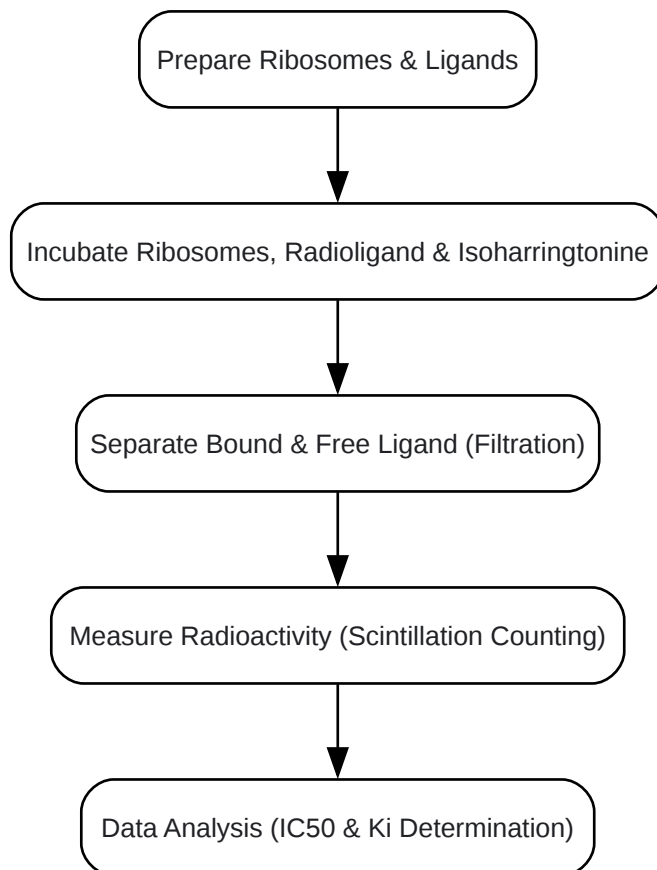 Prepare Ribosomes & Ligands
Incubate Ribosomes, Radioligand & Isoharringtonine
Separate Bound & Free Ligand (Filtration)
Measure Radioactivity (Scintillation Counting)
Data Analysis (IC50 & Ki Determination)